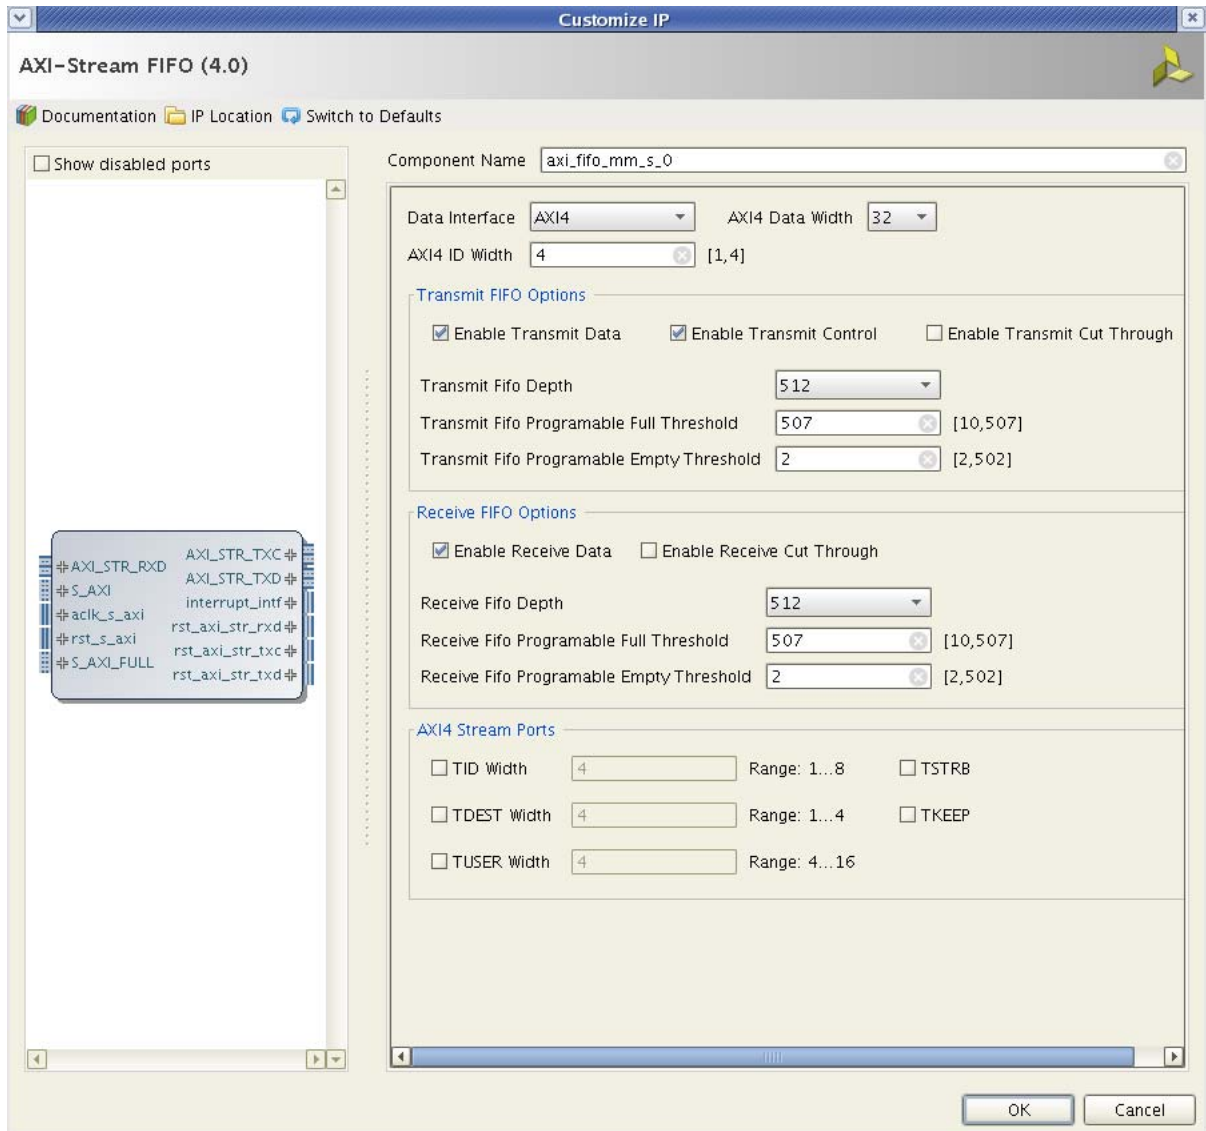 Customize IP
AXI-Stream FIFO (4.0)
Documentation IP Location Switch to Defaults
Show disabled ports
AXI_STR_RXD
S_AXI
aclk_s_axi
rst_s_axi
S_AXI_FULL
AXI_STR_TXC
AXI_STR_TXD
interrupt_intf
rst_axi_str_rxd
rst_axi_str_txc
rst_axi_str_txd
Component Name axi_fifo_mm_s_0
Data Interface AXI4 AXI4 Data Width 32
AXI4 ID Width 4 [1,4]
Transmit FIFO Options
Enable Transmit Data Enable Transmit Control Enable Transmit Cut Through
Transmit Fifo Depth 512
Transmit Fifo Programable Full Threshold 507 [10,507]
Transmit Fifo Programable Empty Threshold 2 [2,502]
Receive FIFO Options
Enable Receive Data Enable Receive Cut Through
Receive Fifo Depth 512
Receive Fifo Programable Full Threshold 507 [10,507]
Receive Fifo Programable Empty Threshold 2 [2,502]
AXI4 Stream Ports
TID Width 4 Range: 1...8 TSTRB
TDEST Width 4 Range: 1...4 TKEEP
TUSER Width 4 Range: 4...16
OK Cancel